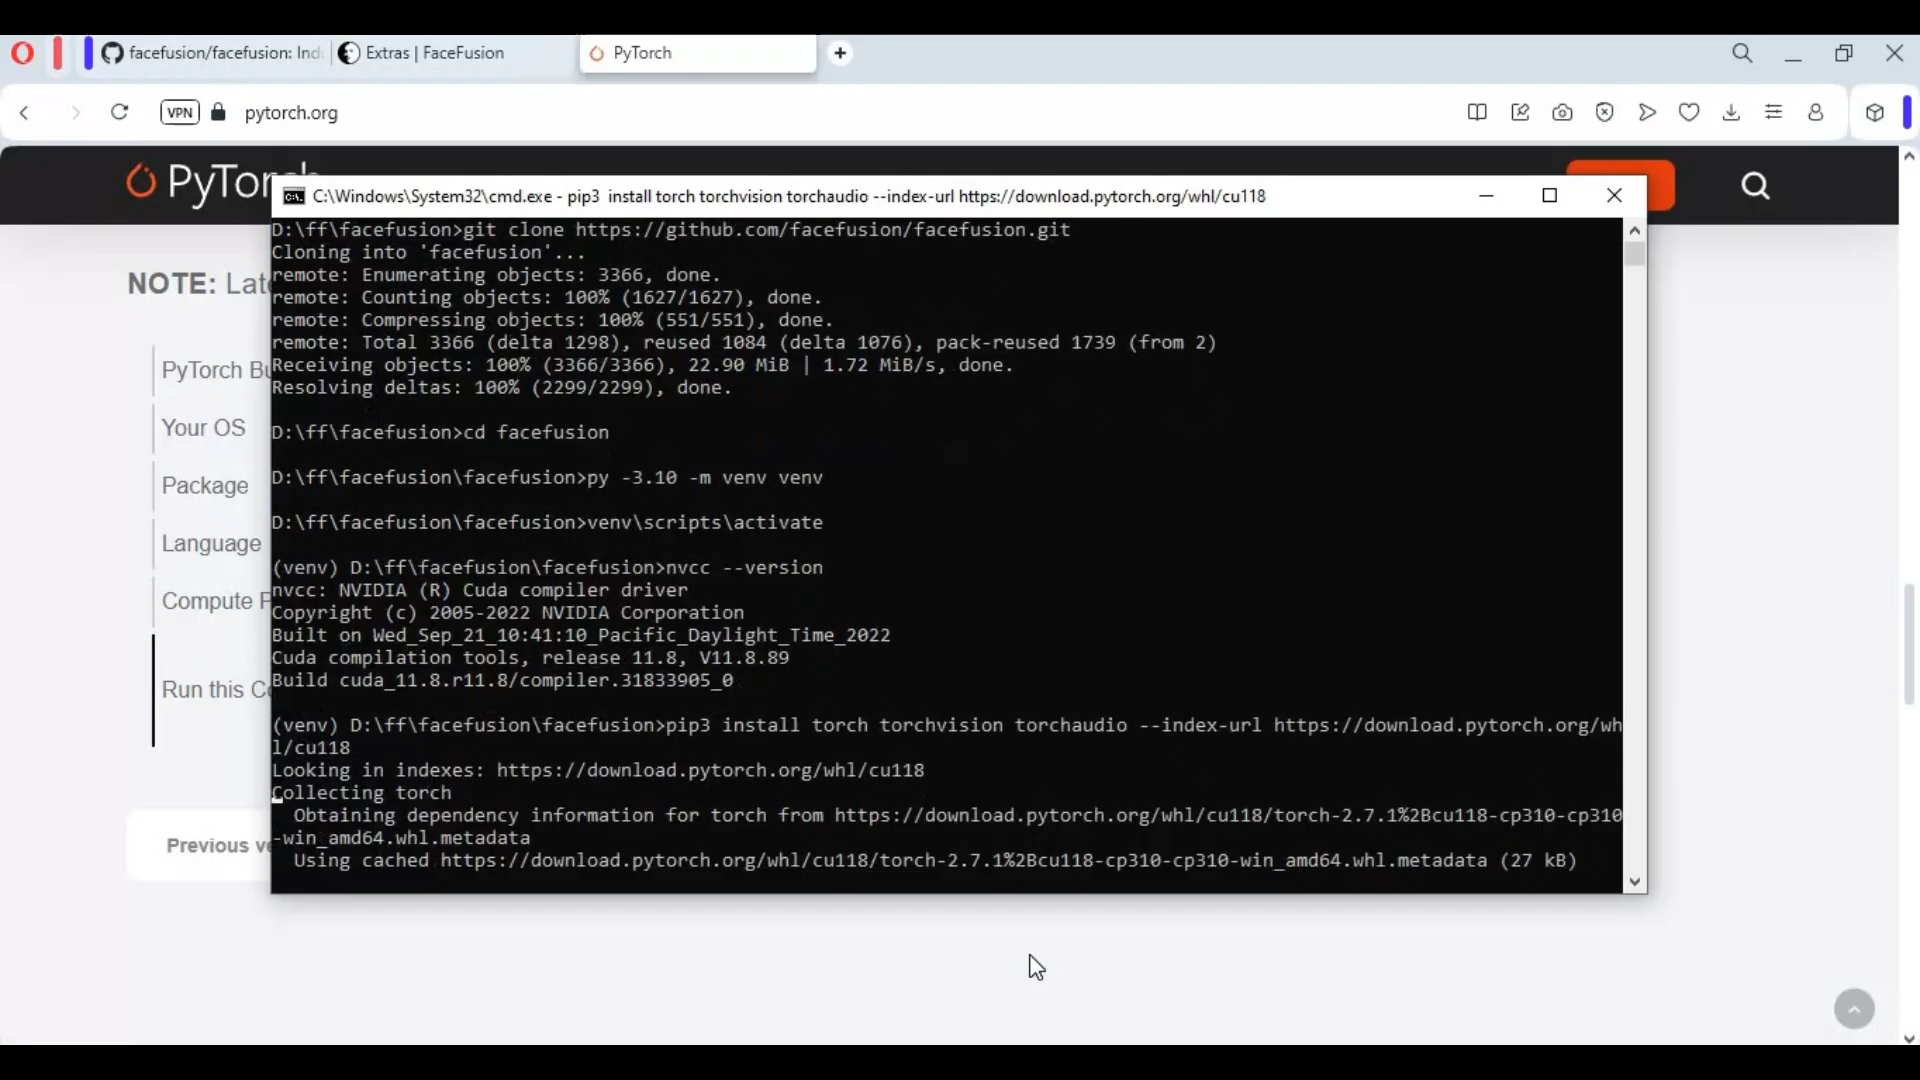 facefusion/facefusion: Ind
Extras | FaceFusion
PyTorch
VPN
pytorch.org
PyTor
C:\Windows\System32\cmd.exe - pip3 install torch torchvision torchaudio --index-url https://download.pytorch.org/whl/cu118
NOTE: Late
PyTorch Bu
Your OS
Package
Language
Compute P
Run this Co
Previous ve
D:\ff\facefusion>git clone https://github.com/facefusion/facefusion.git
Cloning into 'facefusion'...
remote: Enumerating objects: 3366, done.
remote: Counting objects: 100% (1627/1627), done.
remote: Compressing objects: 100% (551/551), done.
remote: Total 3366 (delta 1298), reused 1084 (delta 1076), pack-reused 1739 (from 2)
Receiving objects: 100% (3366/3366), 22.90 MiB | 1.72 MiB/s, done.
Resolving deltas: 100% (2299/2299), done.
D:\ff\facefusion>cd facefusion
D:\ff\facefusion\facefusion>py -3.10 -m venv venv
D:\ff\facefusion\facefusion>venv\scripts\activate
(venv) D:\ff\facefusion\facefusion>nvcc --version
nvcc: NVIDIA (R) Cuda compiler driver
Copyright (c) 2005-2022 NVIDIA Corporation
Built on Wed_Sep_21_10:41:10_Pacific_Daylight_Time_2022
Cuda compilation tools, release 11.8, V11.8.89
Build cuda_11.8.r11.8/compiler.31833905_0
(venv) D:\ff\facefusion\facefusion>pip3 install torch torchvision torchaudio --index-url https://download.pytorch.org/wh
l/cu118
Looking in indexes: https://download.pytorch.org/whl/cu118
Collecting torch
Obtaining dependency information for torch from https://download.pytorch.org/whl/cu118/torch-2.7.1%2Bcu118-cp310-cp310
-win_amd64.whl.metadata
Using cached https://download.pytorch.org/whl/cu118/torch-2.7.1%2Bcu118-cp310-cp310-win_amd64.whl.metadata (27 kB)